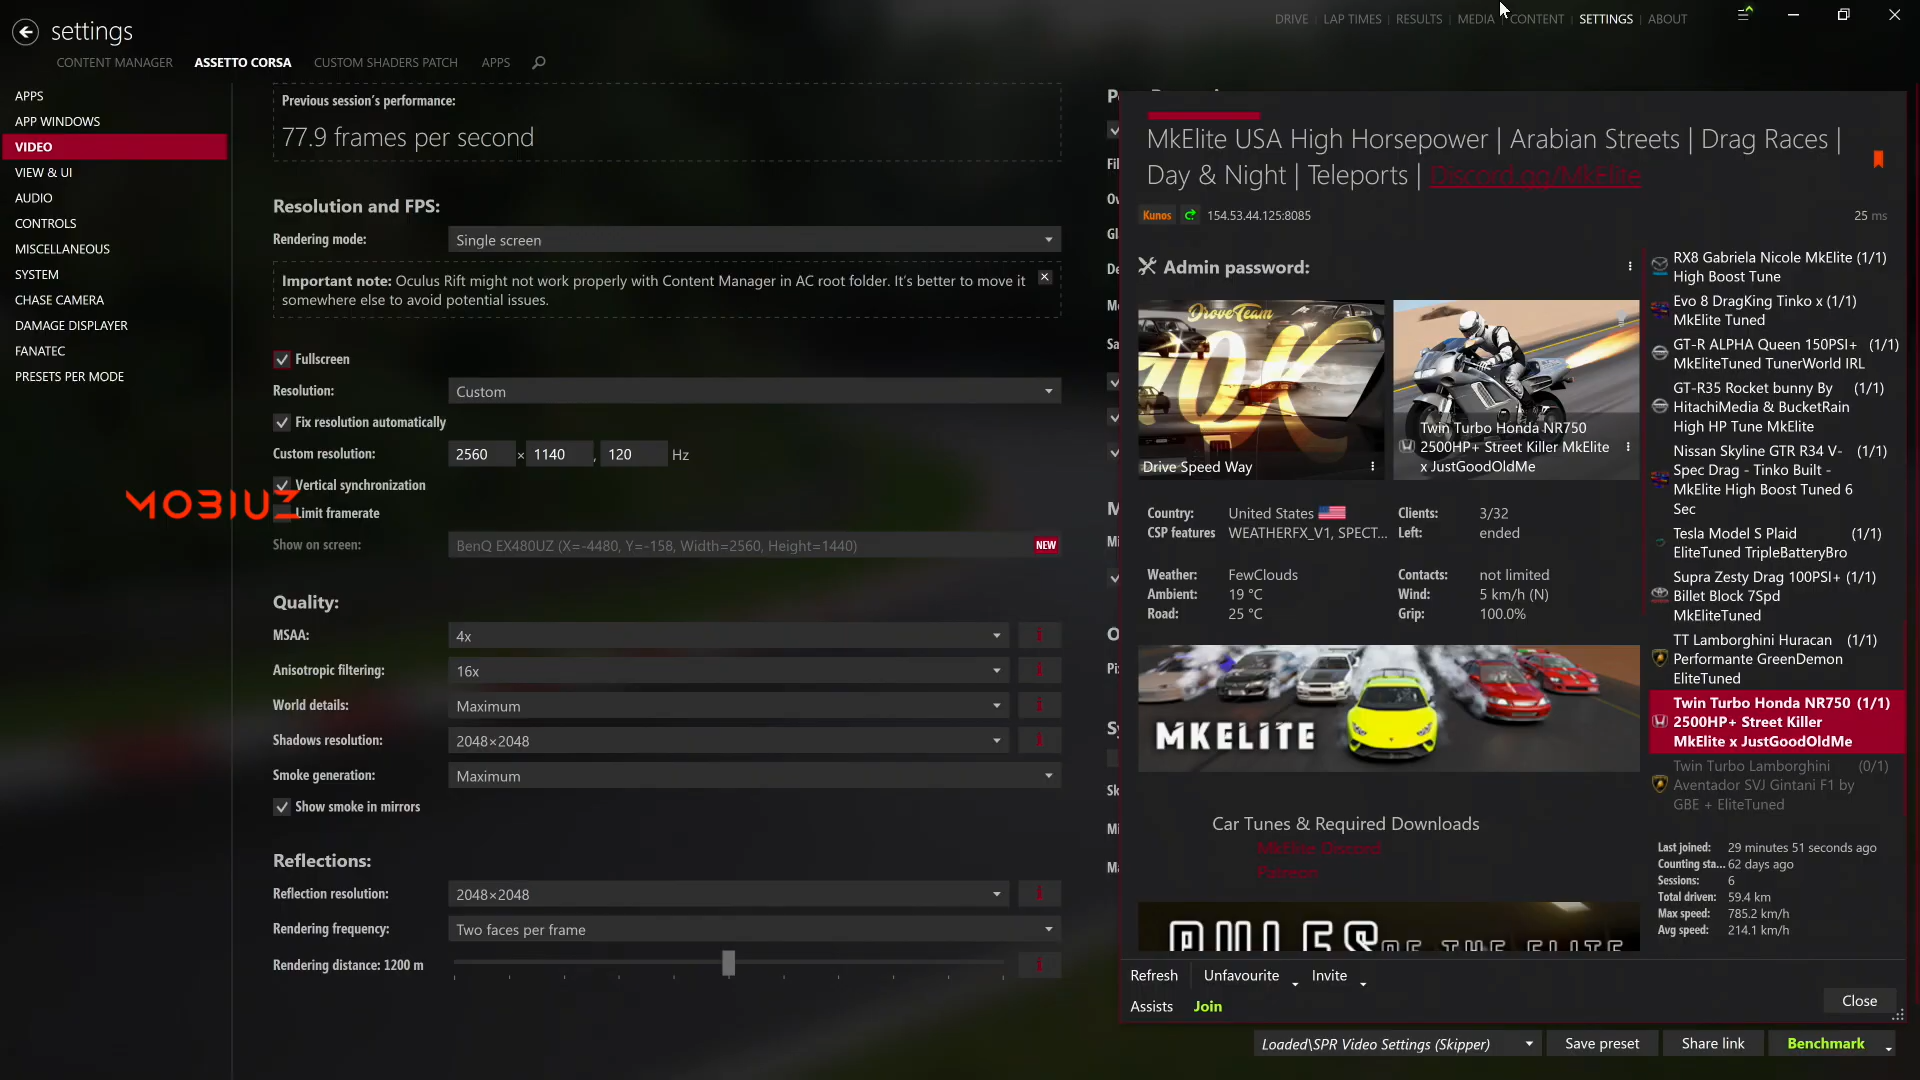 settings
DRIVE
LAP TIMES
RESULTS
MEDIA
CONTENT
SETTINGS
ABOUT
CONTENT MANAGER
ASSETTO CORSA
CUSTOM SHADERS PATCH
APPS
APPS
APP WINDOWS
VIDEO
VIEW & UI
AUDIO
CONTROLS
MISCELLANEOUS
SYSTEM
CHASE CAMERA
DAMAGE DISPLAYER
FANATEC
PRESETS PER MODE
MOBIUZ
Previous session's performance:
77.9 frames per second
Resolution and FPS:
Rendering mode: Single screen
Important note: Oculus Rift might not work properly with Content Manager in AC root folder. It's better to move it
somewhere else to avoid potential issues.
Fullscreen
Resolution: Custom
Fix resolution automatically
Custom resolution: 2560 × 1140 , 120 Hz
Vertical synchronization
Limit framerate
Show on screen: BenQ EX480UZ (X=-4480, Y=-158, Width=2560, Height=1440) NEW
Quality:
MSAA: 4x
Anisotropic filtering: 16x
World details: Maximum
Shadows resolution: 2048×2048
Smoke generation: Maximum
Show smoke in mirrors
Reflections:
Reflection resolution: 2048×2048
Rendering frequency: Two faces per frame
Rendering distance: 1200 m
MkElite USA High Horsepower | Arabian Streets | Drag Races |
Day & Night | Teleports | Discord.gg/MkElite
Kunos 154.53.44.125:8085 25 ms
Admin password:
DroveTeam
Drive Speed Way
Twin Turbo Honda NR750
2500HP+ Street Killer MkElite
x JustGoodOldMe
Country: United States
Clients: 3/32
CSP features WEATHERFX_V1, SPECT...
Left: ended
Weather: FewClouds
Contacts: not limited
Ambient: 19 °C
Wind: 5 km/h (N)
Road: 25 °C
Grip: 100.0%
MKELITE
Car Tunes & Required Downloads
MkElite Discord
Patreon
RULES OF THE ELITE
RX8 Gabriela Nicole MkElite (1/1)
High Boost Tune
Evo 8 DragKing Tinko x (1/1)
MkElite Tuned
GT-R ALPHA Queen 150PSI+ (1/1)
MkEliteTuned TunerWorld IRL
GT-R35 Rocket bunny By (1/1)
HitachiMedia & BucketRain
High HP Tune MkElite
Nissan Skyline GTR R34 V- (1/1)
Spec Drag - Tinko Built -
MkElite High Boost Tuned 6
Sec
Tesla Model S Plaid (1/1)
EliteTuned TripleBatteryBro
Supra Zesty Drag 100PSI+ (1/1)
Billet Block 7Spd
MkEliteTuned
TT Lamborghini Huracan (1/1)
Performante GreenDemon
EliteTuned
Twin Turbo Honda NR750 (1/1)
2500HP+ Street Killer
MkElite x JustGoodOldMe
Twin Turbo Lamborghini (0/1)
Aventador SVJ Gintani F1 by
GBE + EliteTuned
Last joined: 29 minutes 51 seconds ago
Counting sta... 62 days ago
Sessions: 6
Total driven: 59.4 km
Max speed: 785.2 km/h
Avg speed: 214.1 km/h
Refresh
Unfavourite
Invite
Assists
Join
Close
Loaded\SPR Video Settings (Skipper)
Save preset
Share link
Benchmark